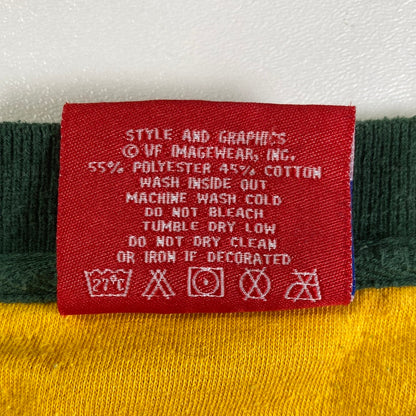 STYLE AND GRAPHICS
© VF IMAGEWEAR, INC.
55% POLYESTER 45% COTTON
WASH INSIDE OUT
MACHINE WASH COLD
DO NOT BLEACH
TUMBLE DRY LOW
DO NOT DRY CLEAN
OR IRON IF DECORATED
27°C